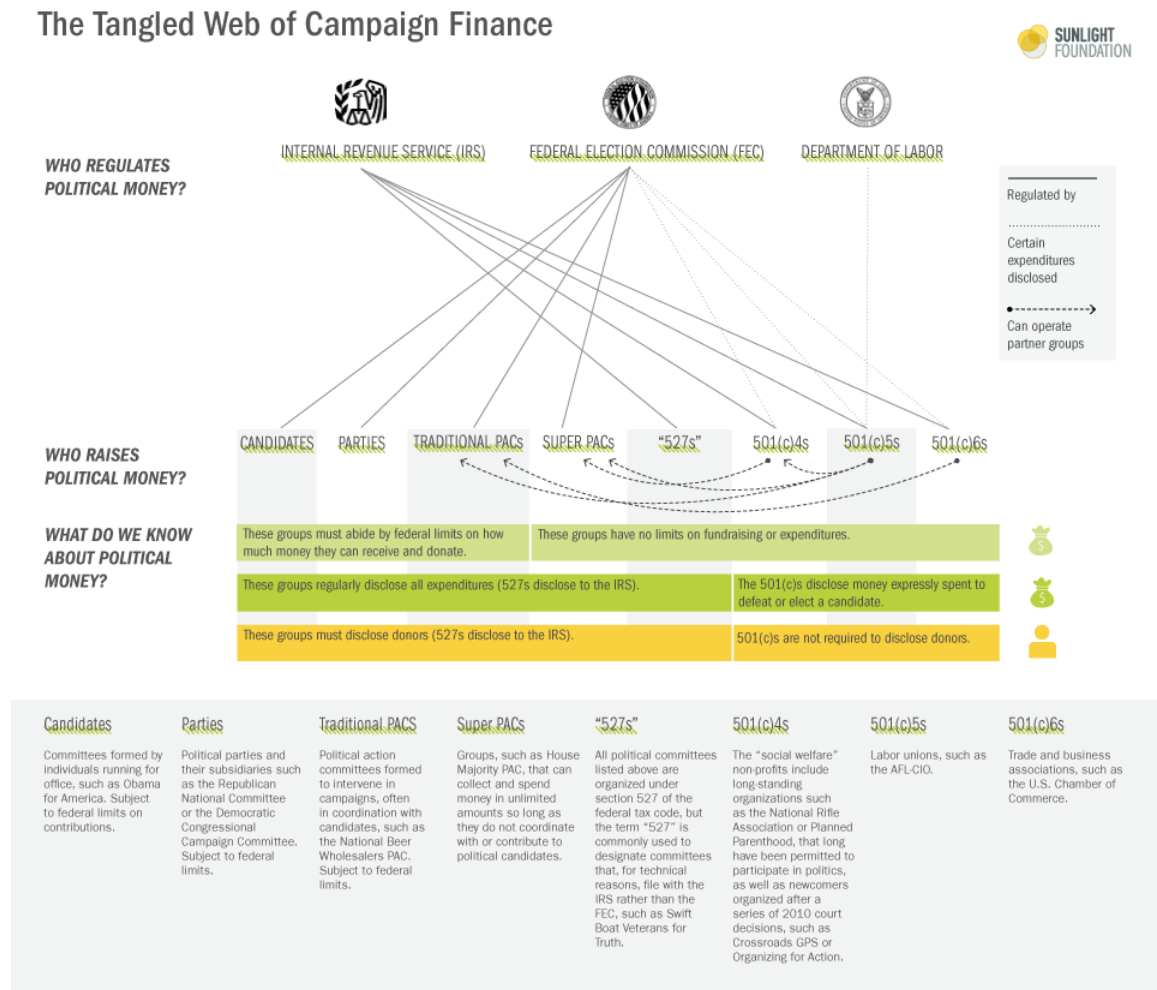 The Tangled Web of Campaign Finance
SUNLIGHT
FOUNDATION
INTERNAL REVENUE SERVICE (IRS)
FEDERAL ELECTION COMMISSION (FEC)
DEPARTMENT OF LABOR
WHO REGULATES
POLITICAL MONEY?
Regulated by
Certain
expenditures
disclosed
Can operate
partner groups
WHO RAISES
POLITICAL MONEY?
CANDIDATES
PARTIES
TRADITIONAL PACs
SUPER PACs
“527s”
501(c)4s
501(c)5s
501(c)6s
WHAT DO WE KNOW
ABOUT POLITICAL
MONEY?
These groups must abide by federal limits on how
much money they can receive and donate.
These groups have no limits on fundraising or expenditures.
$
These groups regularly disclose all expenditures (527s disclose to the IRS).
The 501(c)s disclose money expressly spent to
defeat or elect a candidate.
$
These groups must disclose donors (527s disclose to the IRS).
501(c)s are not required to disclose donors.
Candidates
Committees formed by
individuals running for
office, such as Obama
for America. Subject
to federal limits on
contributions.
Parties
Political parties and
their subsidiaries such
as the Republican
National Committee
or the Democratic
Congressional
Campaign Committee.
Subject to federal
limits.
Traditional PACS
Political action
committees formed
to intervene in
campaigns, often
in coordination with
candidates, such as
the National Beer
Wholesalers PAC.
Subject to federal
limits.
Super PACs
Groups, such as House
Majority PAC, that can
collect and spend
money in unlimited
amounts so long as
they do not coordinate
with or contribute to
political candidates.
“527s”
All political committees
listed above are
organized under
section 527 of the
federal tax code, but
the term “527” is
commonly used to
designate committees
that, for technical
reasons, file with the
IRS rather than the
FEC, such as Swift
Boat Veterans for
Truth.
501(c)4s
The “social welfare”
non-profits include
long-standing
organizations such
as the National Rifle
Association or Planned
Parenthood, that long
have been permitted to
participate in politics,
as well as newcomers
organized after a
series of 2010 court
decisions, such as
Crossroads GPS or
Organizing for Action.
501(c)5s
Labor unions, such as
the AFL-CIO.
501(c)6s
Trade and business
associations, such as
the U.S. Chamber of
Commerce.